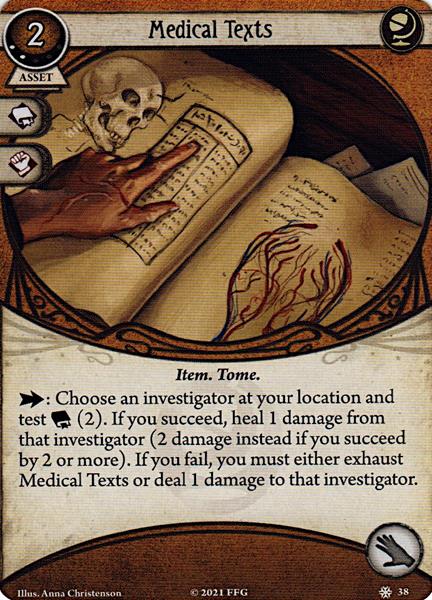 2
Medical Texts
ASSET
Item. Tome.
: Choose an investigator at your location and
test (2). If you succeed, heal 1 damage from
that investigator (2 damage instead if you succeed
by 2 or more). If you fail, you must either exhaust
Medical Texts or deal 1 damage to that investigator.
Illus. Anna Christenson
© 2021 FFG
38